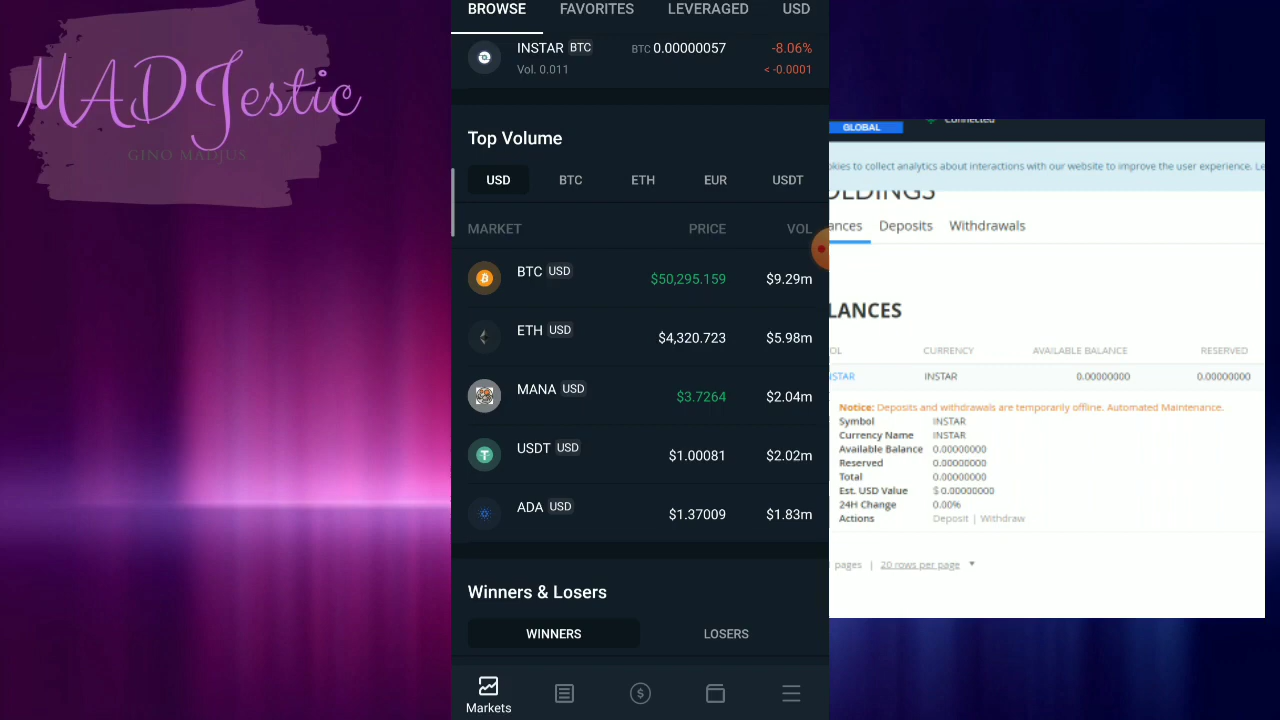 MADJestic
GINO MADJUS
BROWSE FAVORITES LEVERAGED USD
INSTAR BTC BTC 0.00000057 -8.06%
Vol. 0.011 < -0.0001
Top Volume
USD BTC ETH EUR USDT
MARKET PRICE VOL
BTC USD $50,295.159 $9.29m
ETH USD $4,320.723 $5.98m
MANA USD $3.7264 $2.04m
USDT USD $1.00081 $2.02m
ADA USD $1.37009 $1.83m
Winners & Losers
WINNERS LOSERS
Markets
GLOBAL Connected
okies to collect analytics about interactions with our website to improve the user experience. Le
OLDINGS
ances Deposits Withdrawals
LANCES
OL CURRENCY AVAILABLE BALANCE RESERVED
NSTAR INSTAR 0.00000000 0.00000000
Notice: Deposits and withdrawals are temporarily offline. Automated Maintenance.
Symbol INSTAR
Currency Name INSTAR
Available Balance 0.00000000
Reserved 0.00000000
Total 0.00000000
Est. USD Value $ 0.00000000
24H Change 0.00%
Actions Deposit | Withdraw
pages | 20 rows per page